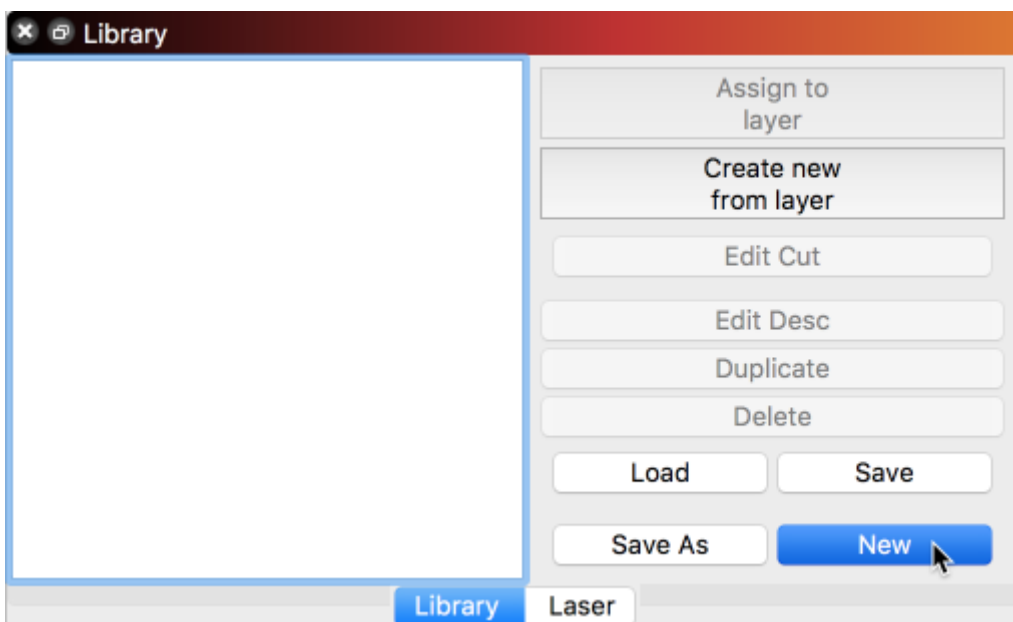 Library
Assign to
layer
Create new
from layer
Edit Cut
Edit Desc
Duplicate
Delete
Load Save
Save As New
Library Laser